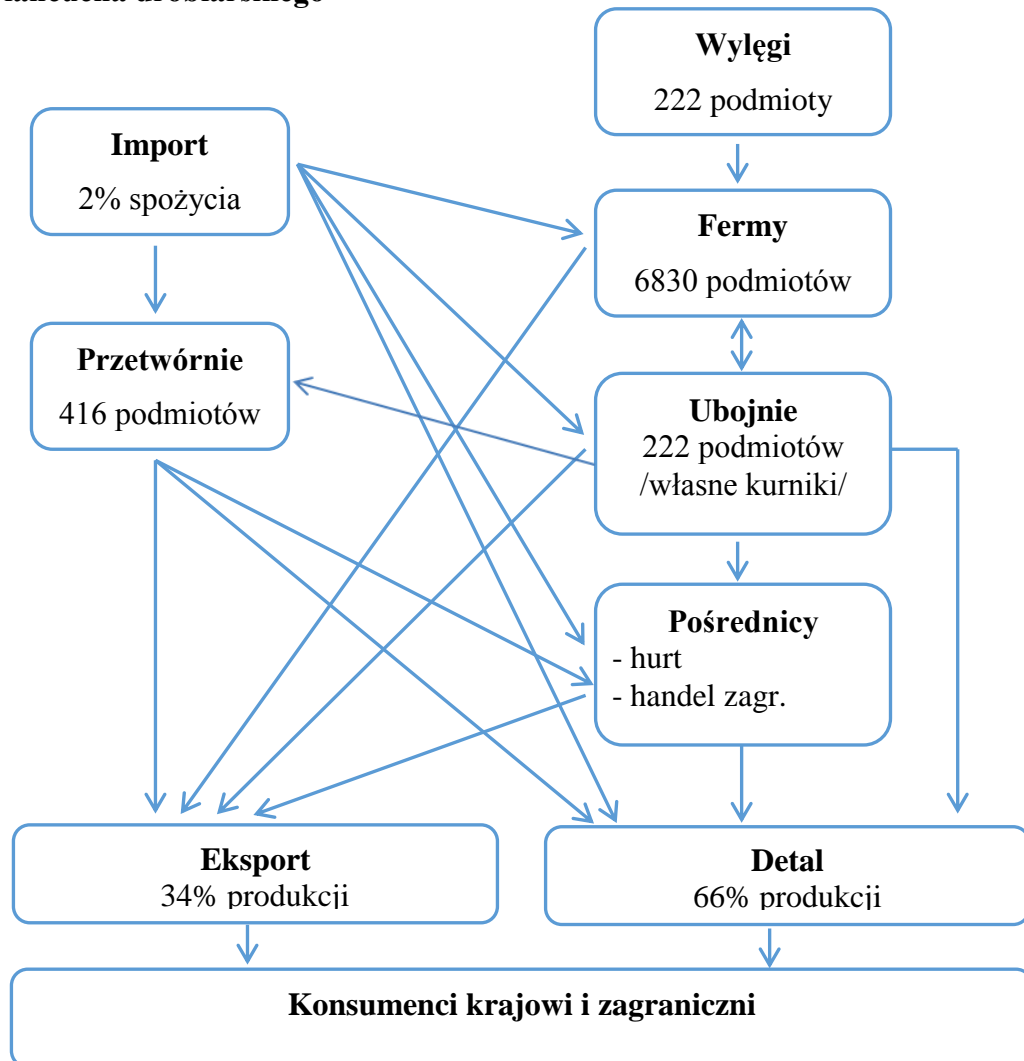 drobiarskiego
Wylęgi
222 podmioty
Import
2% spożycia
Fermy
6830 podmiotów
Przetwórnie
416 podmiotów
Ubojnie
222 podmiotów
/własne kurniki/
Pośrednicy
- hurt
- handel zagr.
Eksport
34% produkcji
Detal
66% produkcji
Konsumenci krajowi i zagraniczni